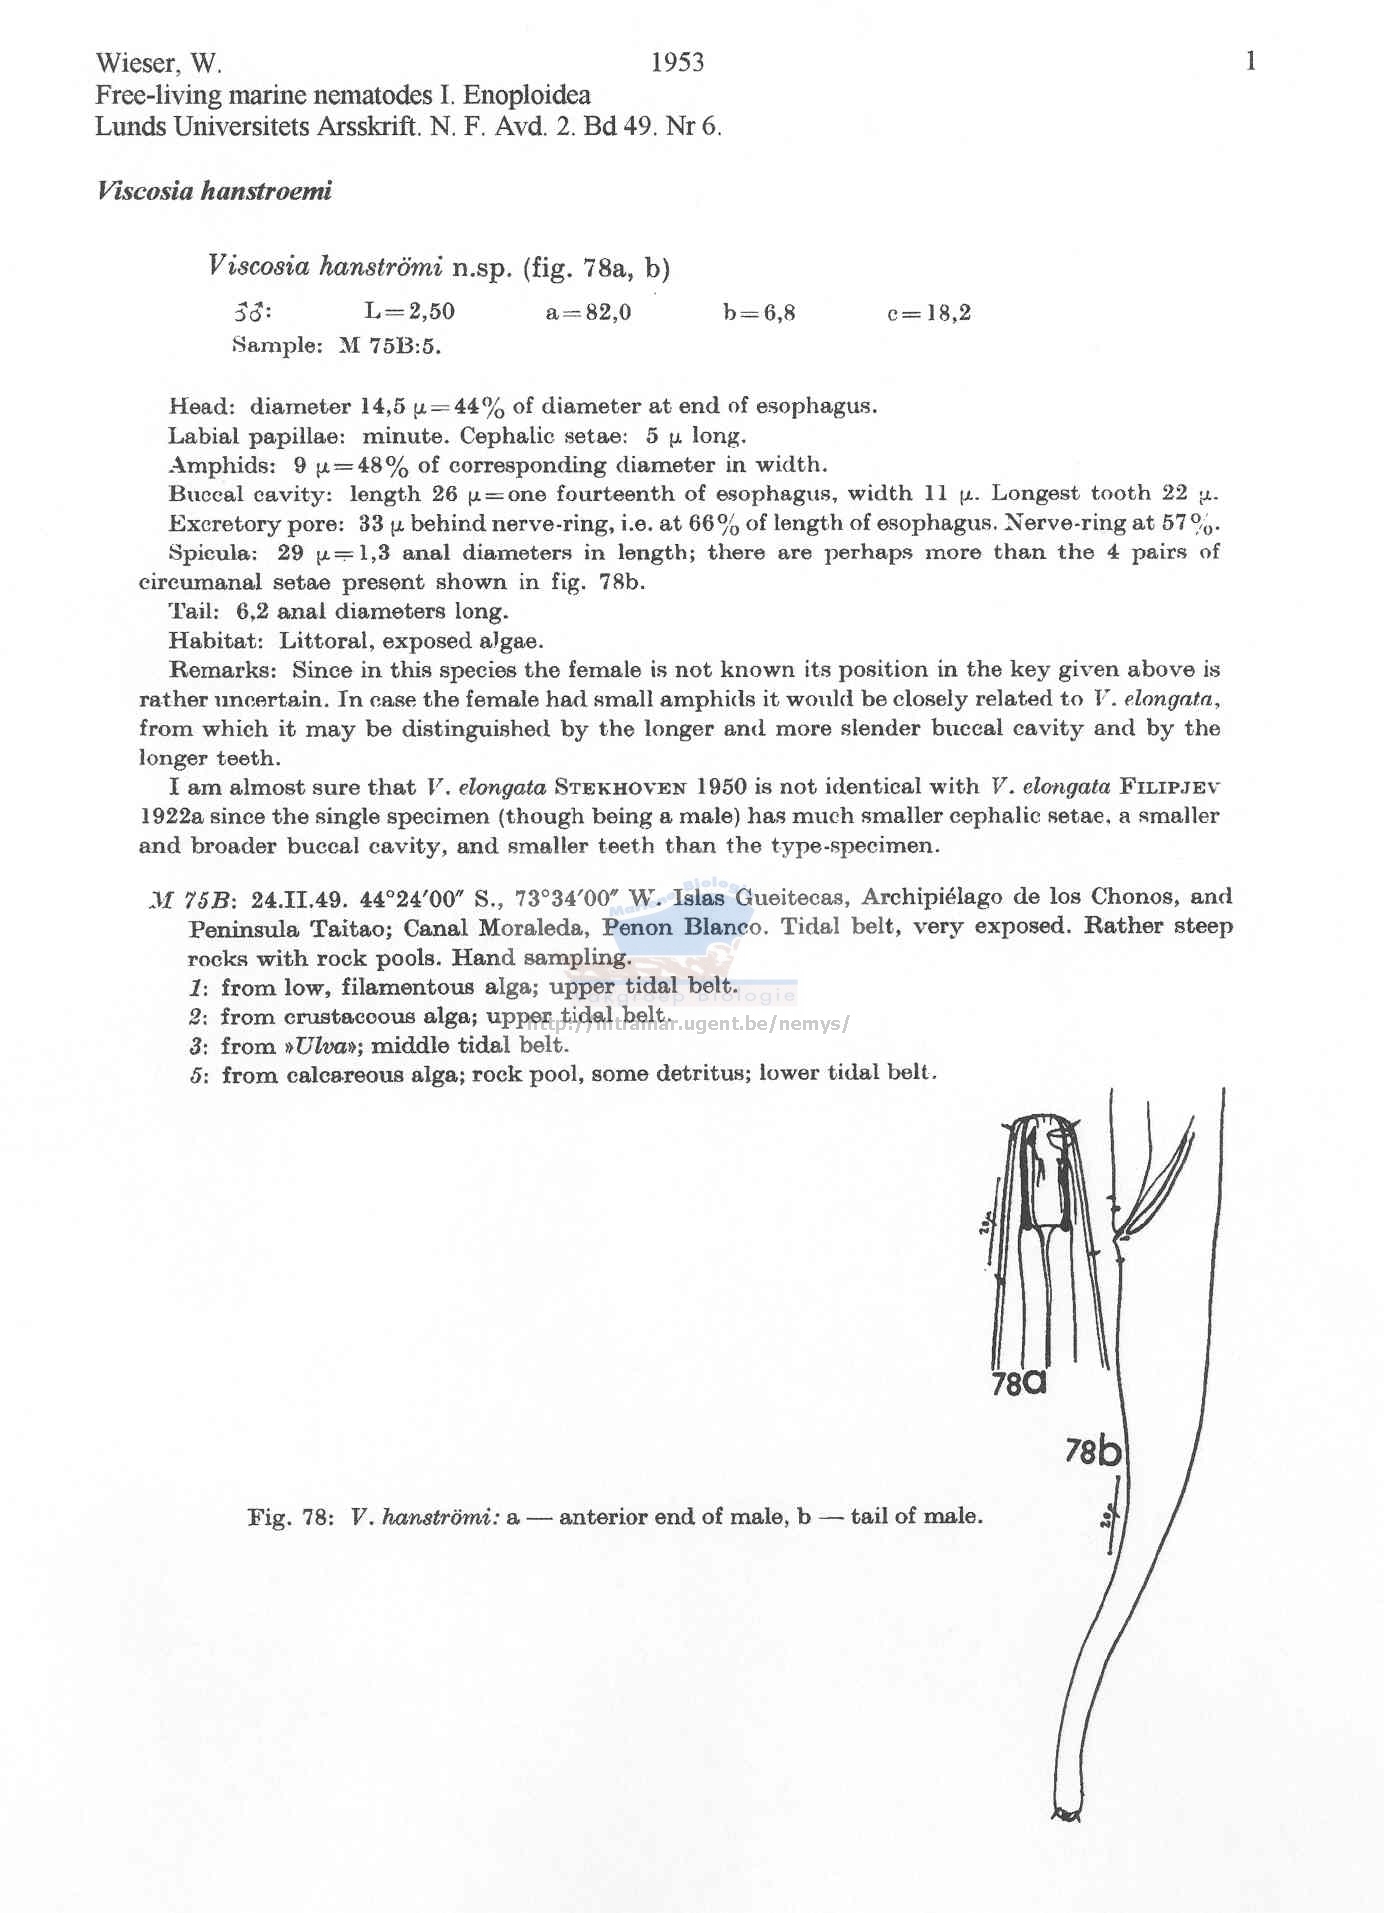 Wieser, W. 1953 1
Free-living marine nematodes I. Enoploidea
Lunds Universitets Arsskrift. N. F. Avd. 2. Bd 49. Nr 6.
Viscosia hanstroemi
Viscosia hanströmi n.sp. (fig. 78a, b)
♂♂: L=2,50 a=82,0 b=6,8 c=18,2
Sample: M 75B:5.
Head: diameter 14,5 μ=44% of diameter at end of esophagus.
Labial papillae: minute. Cephalic setae: 5 μ long.
Amphids: 9 μ=48% of corresponding diameter in width.
Buccal cavity: length 26 μ=one fourteenth of esophagus, width 11 μ. Longest tooth 22 μ.
Excretory pore: 33 μ behind nerve-ring, i.e. at 66% of length of esophagus. Nerve-ring at 57%.
Spicula: 29 μ=1,3 anal diameters in length; there are perhaps more than the 4 pairs of
circumanal setae present shown in fig. 78b.
Tail: 6,2 anal diameters long.
Habitat: Littoral, exposed algae.
Remarks: Since in this species the female is not known its position in the key given above is
rather uncertain. In case the female had small amphids it would be closely related to V. elongata,
from which it may be distinguished by the longer and more slender buccal cavity and by the
longer teeth.
I am almost sure that V. elongata STEKHOVEN 1950 is not identical with V. elongata FILIPJEV
1922a since the single specimen (though being a male) has much smaller cephalic setae, a smaller
and broader buccal cavity, and smaller teeth than the type-specimen.
M 75B: 24.II.49. 44°24′00″ S., 73°34′00″ W. Islas Gueitecas, Archipiélago de los Chonos, and
Peninsula Taitao; Canal Moraleda, Penon Blanco. Tidal belt, very exposed. Rather steep
rocks with rock pools. Hand sampling.
1: from low, filamentous alga; upper tidal belt.
2: from crustaceous alga; upper tidal belt.
3: from »Ulva»; middle tidal belt.
5: from calcareous alga; rock pool, some detritus; lower tidal belt.
Mariene Biologie
Vakgroep Biologie
http://intramar.ugent.be/nemys/
20μ
78a
78b
20μ
Fig. 78: V. hanströmi: a — anterior end of male, b — tail of male.